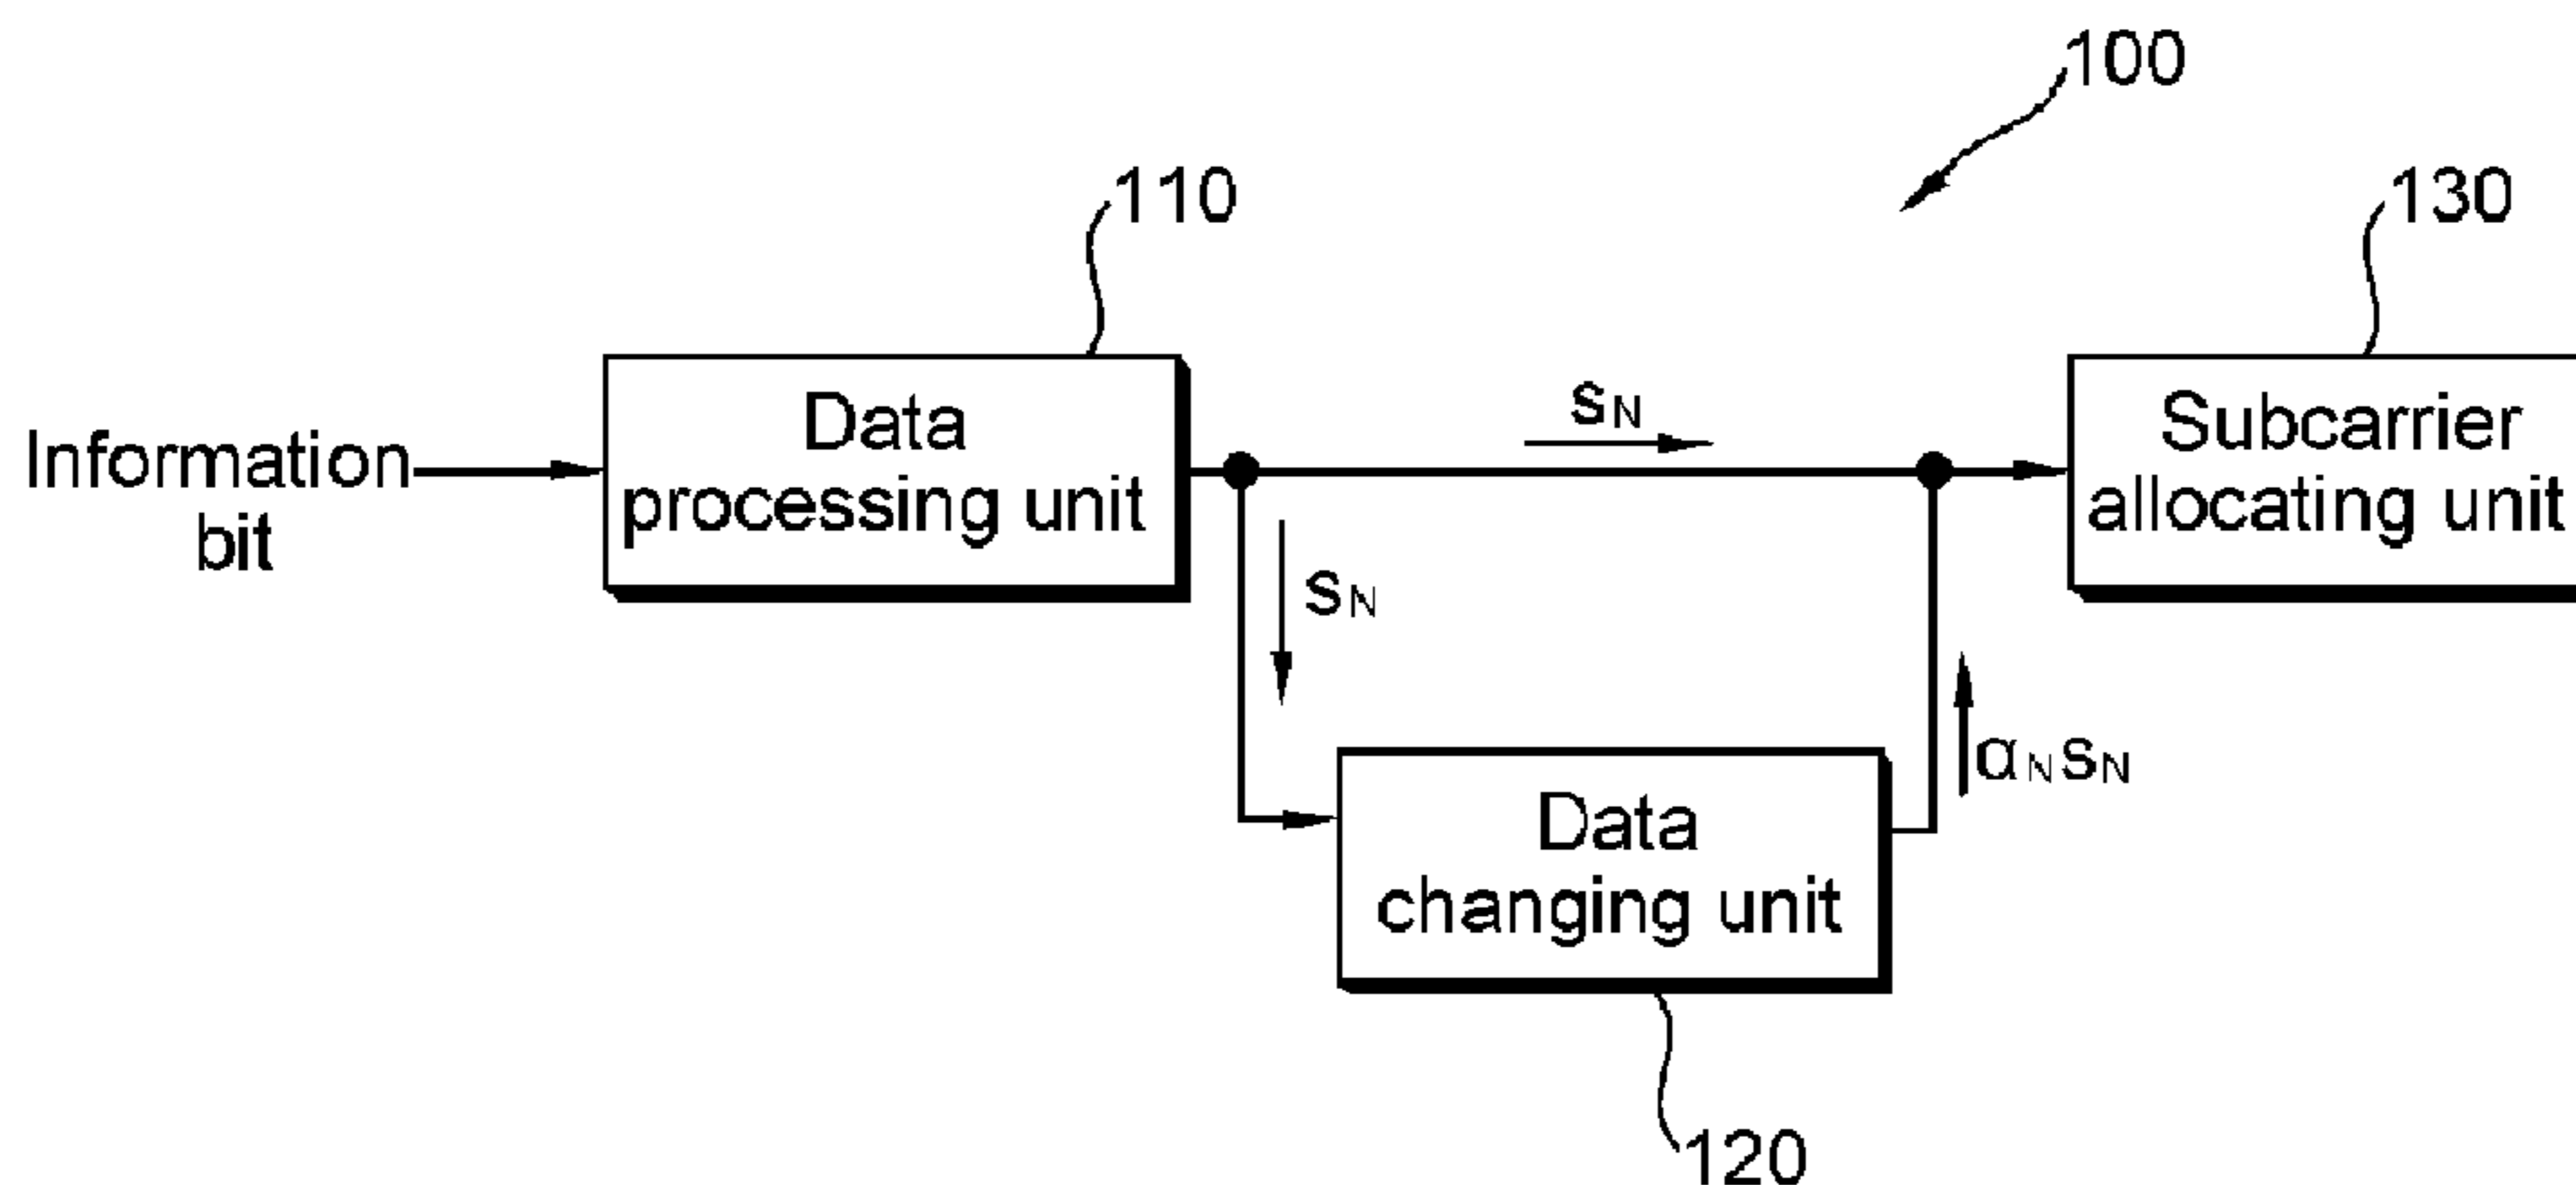 100
110
130
Information
bit
Data
processing unit
sN
Subcarrier
allocating unit
sN
αNsN
Data
changing unit
120